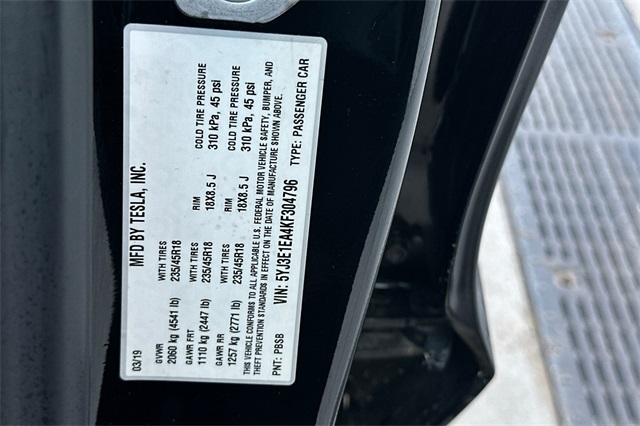 MFD BY TESLA, INC.
03/19
GVWR WITH TIRES RIM COLD TIRE PRESSURE
2060 kg (4541 lb) 235/45R18 18X8.5 J 310 kPa, 45 psi
GAWR FRT WITH TIRES RIM COLD TIRE PRESSURE
1110 kg (2447 lb) 235/45R18 18X8.5 J 310 kPa, 45 psi
GAWR RR WITH TIRES
1257 kg (2771 lb) 235/45R18
THIS VEHICLE CONFORMS TO ALL APPLICABLE U.S. FEDERAL MOTOR VEHICLE SAFETY, BUMPER, AND
THEFT PREVENTION STANDARDS IN EFFECT ON THE DATE OF MANUFACTURE SHOWN ABOVE.
PNT: PBSB VIN: 5YJ3E1EA4KF304796 TYPE: PASSENGER CAR